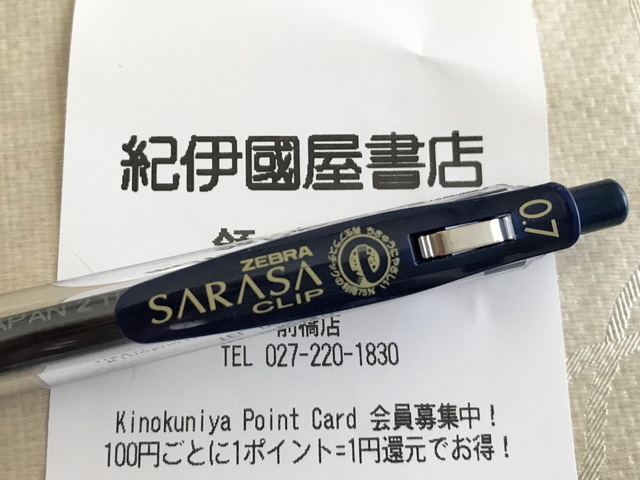 紀伊國屋書店
領
ZEBRA
SARASA
CLIP
0.7
JAPAN
前橋店
TEL 027-220-1830
Kinokuniya Point Card 会員募集中！
100円ごとに1ポイント=1円還元でお得！